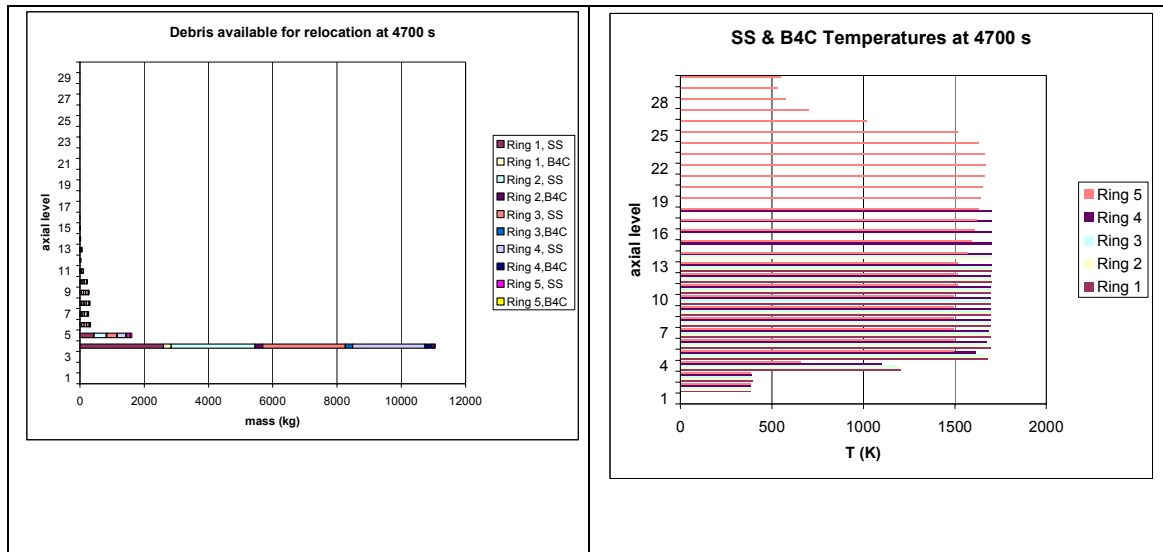 Debris available for relocation at 4700 s
29
27
25
23
21
19
17
15
13
11
9
7
5
3
1
axial level
0 2000 4000 6000 8000 10000 12000
mass (kg)
Ring 1, SS
Ring 1, B4C
Ring 2, SS
Ring 2,B4C
Ring 3, SS
Ring 3,B4C
Ring 4, SS
Ring 4,B4C
Ring 5, SS
Ring 5,B4C
SS & B4C Temperatures at 4700 s
28
25
22
19
16
13
10
7
4
1
axial level
0 500 1000 1500 2000
T (K)
Ring 5
Ring 4
Ring 3
Ring 2
Ring 1